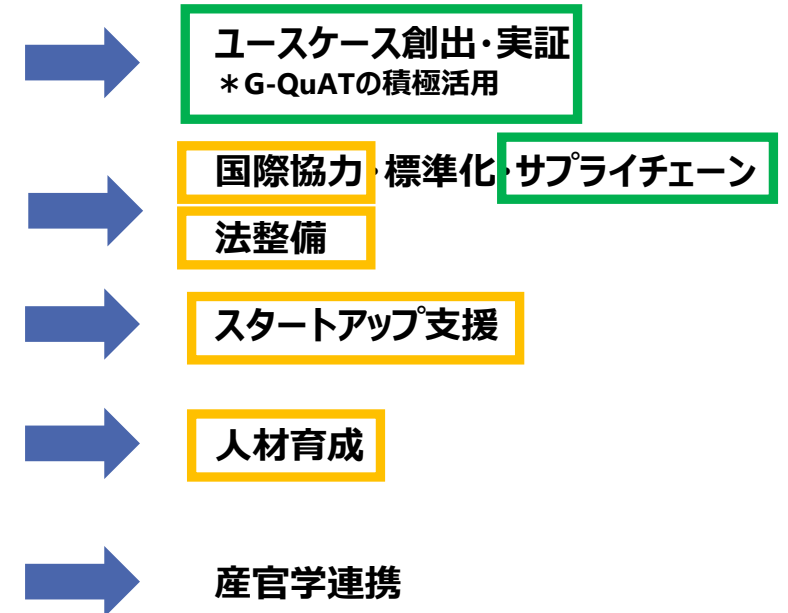 ユースケース創出・実証
＊G-QuATの積極活用
国際協力・標準化・サプライチェーン
法整備
スタートアップ支援
人材育成
産官学連携